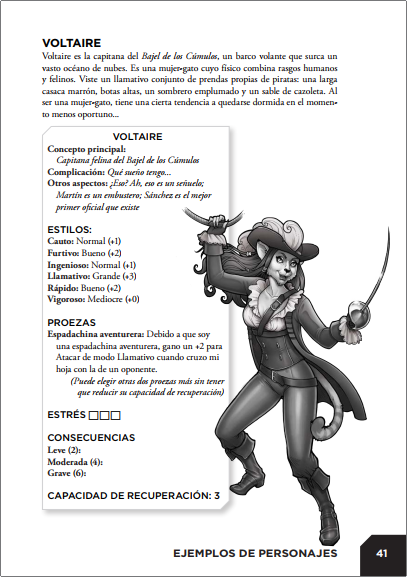 VOLTAIRE
Voltaire es la capitana del Bajel de los Cúmulos, un barco volante que surca un
vasto océano de nubes. Es una mujer-gato cuyo físico combina rasgos humanos
y felinos. Viste un llamativo conjunto de prendas propias de piratas: una larga
casaca marrón, botas altas, un sombrero emplumado y un sable de cazoleta. Al
ser una mujer-gato, tiene una cierta tendencia a quedarse dormida en el momen-
to menos oportuno...
VOLTAIRE
Concepto principal:
Capitana felina del Bajel de los Cúmulos
Complicación: Qué sueño tengo...
Otros aspectos: ¿Eso? Ah, eso es un señuelo;
Martín es un embustero; Sánchez es el mejor
primer oficial que existe
ESTILOS:
Cauto: Normal (+1)
Furtivo: Bueno (+2)
Ingenioso: Normal (+1)
Llamativo: Grande (+3)
Rápido: Bueno (+2)
Vigoroso: Mediocre (+0)
PROEZAS
Espadachina aventurera: Debido a que soy
una espadachina aventurera, gano un +2 para
Atacar de modo Llamativo cuando cruzo mi
hoja con la de un oponente.
(Puede elegir otras dos proezas más sin tener
que reducir su capacidad de recuperación)
ESTRÉS □□□
CONSECUENCIAS
Leve (2):
Moderada (4):
Grave (6):
CAPACIDAD DE RECUPERACIÓN: 3
EJEMPLOS DE PERSONAJES 41